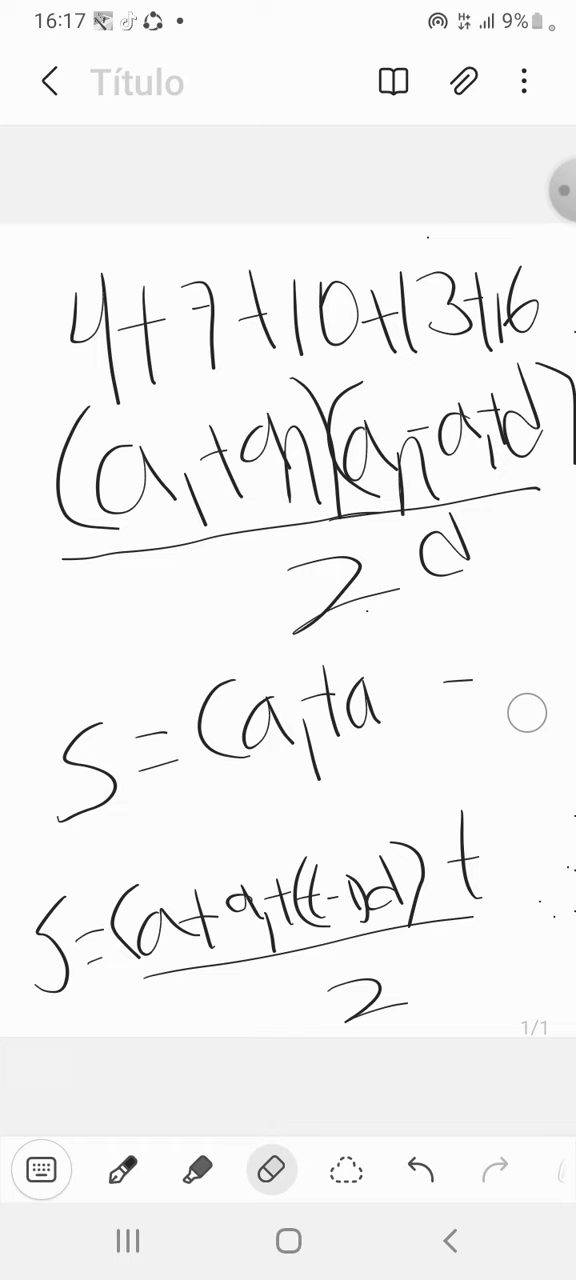 16:17 9%
Título
4+7+10+13+16
(a₁+an)(an-a₁+d)
2d
S=(a₁+a -
S=(a+a₁+(t-1)d) t
2
1/1